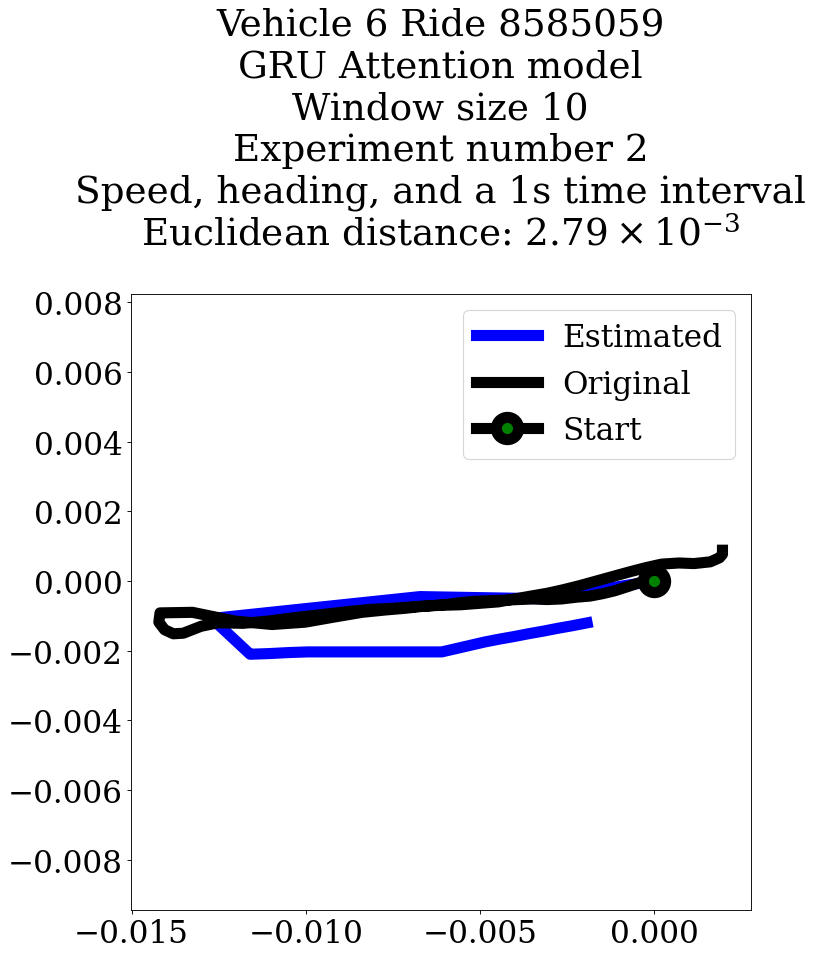 Vehicle 6 Ride 8585059
GRU Attention model
Window size 10
Experiment number 2
Speed, heading, and a 1s time interval
Euclidean distance: 2.79 × 10⁻³
0.008
Estimated
0.006
Original
0.004
Start
0.002
0.000
−0.002
−0.004
−0.006
−0.008
−0.015 −0.010 −0.005 0.000